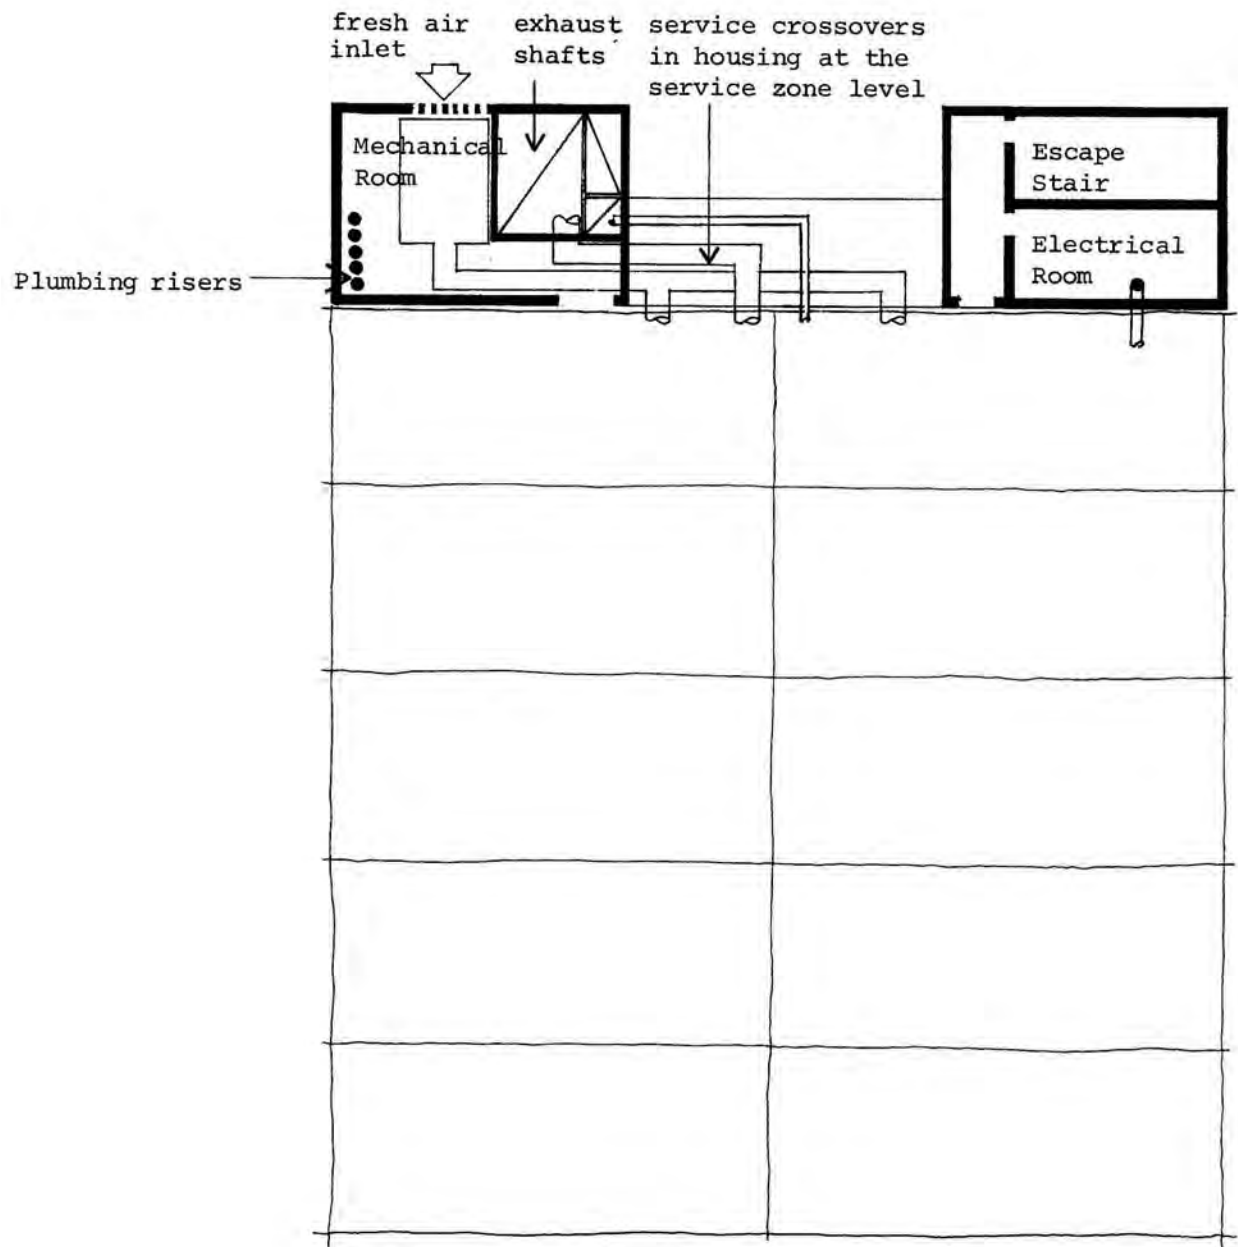 fresh air
inlet
exhaust
shafts
service crossovers
in housing at the
service zone level
Mechanical
Room
Escape
Stair
Electrical
Room
Plumbing risers